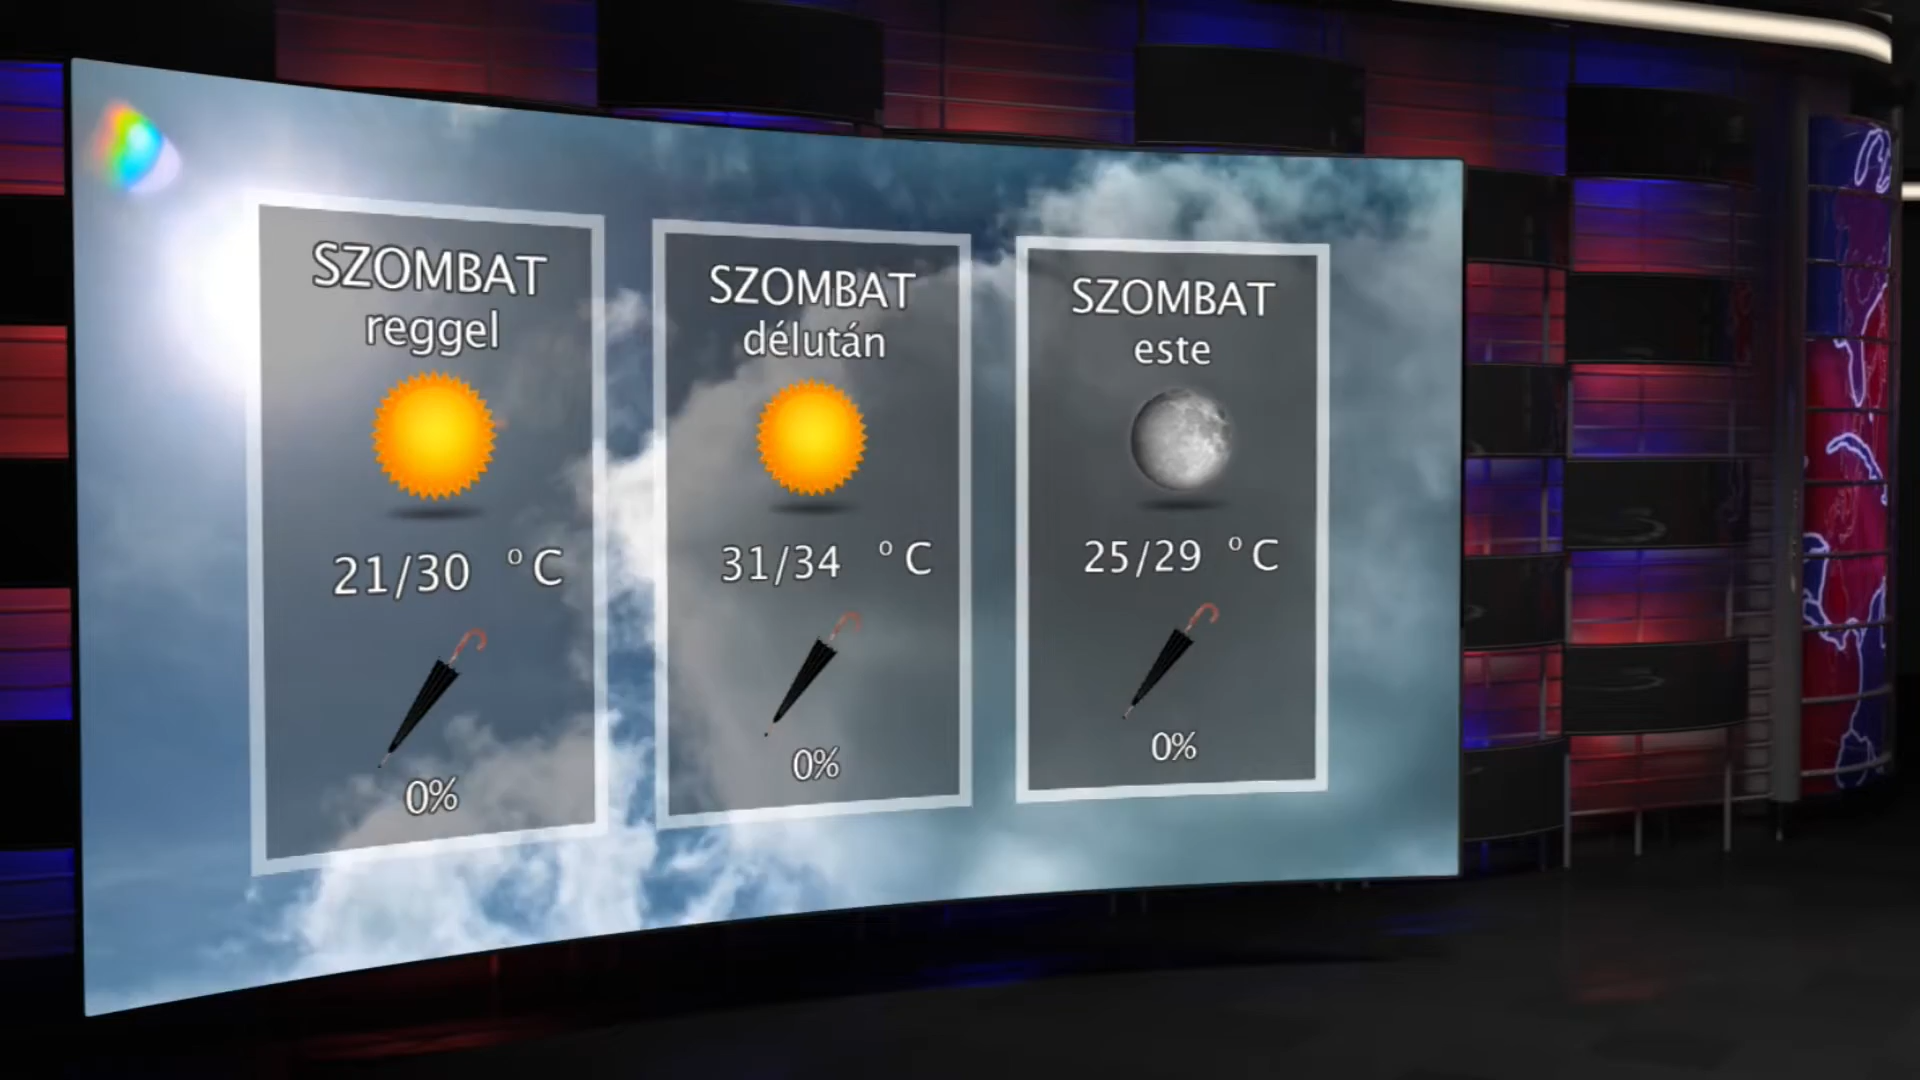 SZOMBAT
reggel
21/30 °C
0%
SZOMBAT
délután
31/34 °C
0%
SZOMBAT
este
25/29 °C
0%